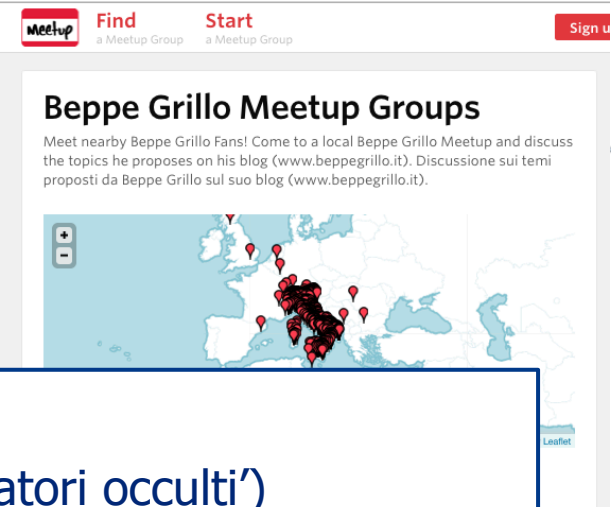 Meetup
Find
a Meetup Group
Start
a Meetup Group
Sign u
Beppe Grillo Meetup Groups
Meet nearby Beppe Grillo Fans! Come to a local Beppe Grillo Meetup and discuss
the topics he proposes on his blog (www.beppegrillo.it). Discussione sui temi
proposti da Beppe Grillo sul suo blog (www.beppegrillo.it).
+
-
Leaflet
atori occulti’)